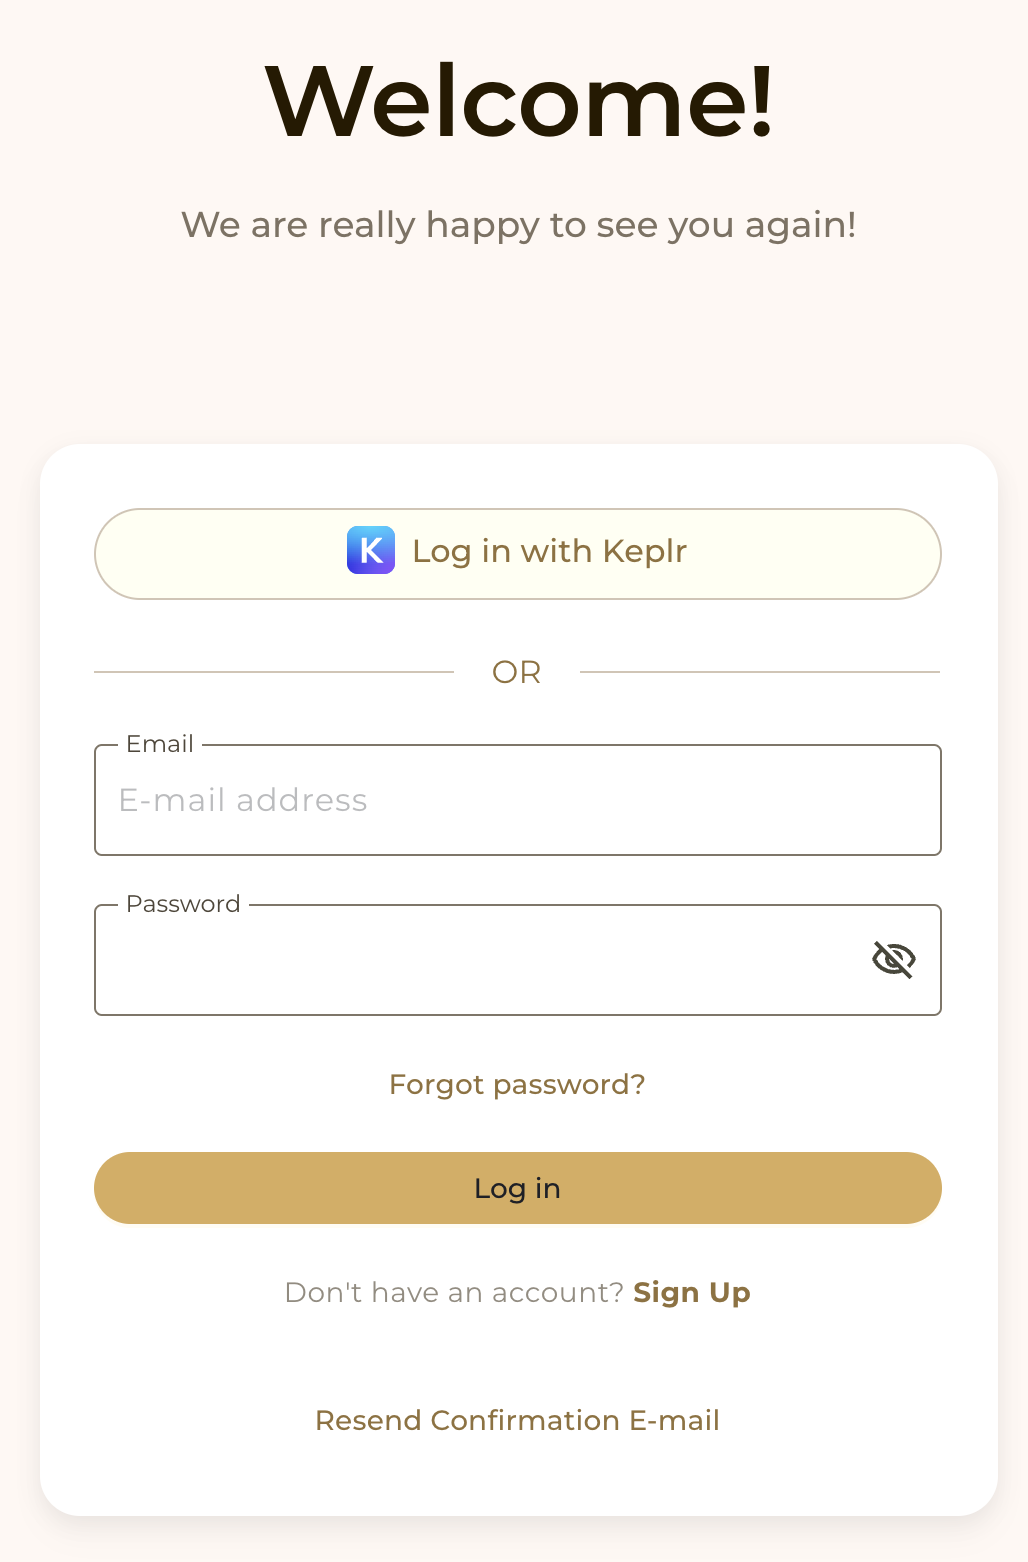 Welcome!
We are really happy to see you again!
K Log in with Keplr
OR
Email
E-mail address
Password
Forgot password?
Log in
Don't have an account? Sign Up
Resend Confirmation E-mail